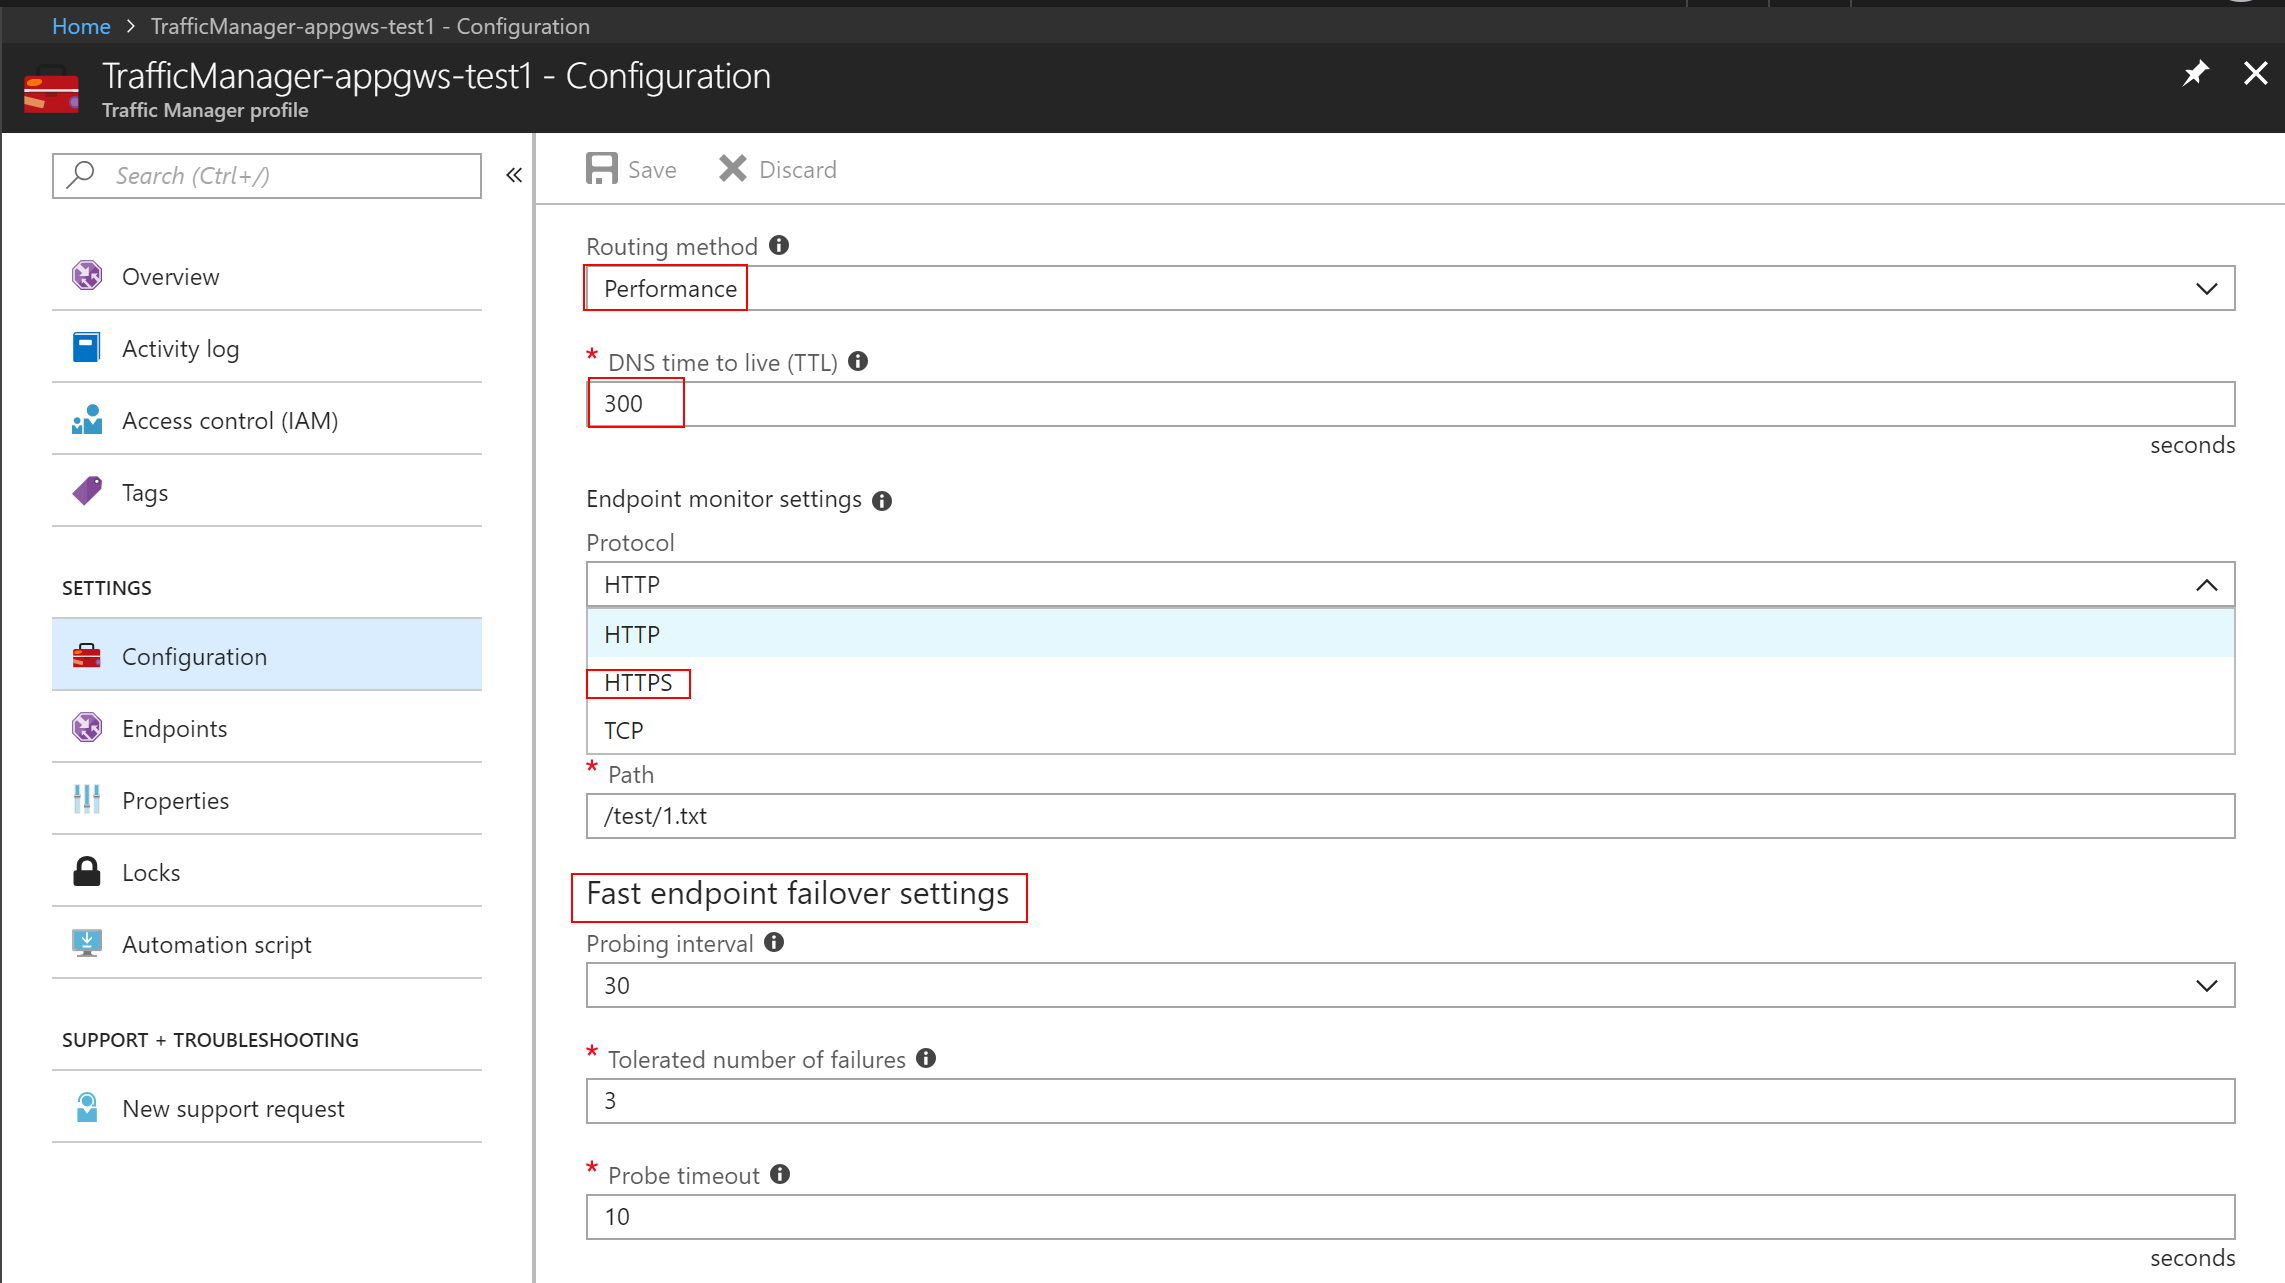 Home > TrafficManager-appgws-test1 - Configuration
TrafficManager-appgws-test1 - Configuration
Traffic Manager profile
Search (Ctrl+/)
«
Overview
Activity log
Access control (IAM)
Tags
SETTINGS
Configuration
Endpoints
Properties
Locks
Automation script
SUPPORT + TROUBLESHOOTING
New support request
Save
Discard
Routing method
Performance
* DNS time to live (TTL)
300
seconds
Endpoint monitor settings
Protocol
HTTP
HTTP
HTTPS
TCP
* Path
/test/1.txt
Fast endpoint failover settings
Probing interval
30
* Tolerated number of failures
3
* Probe timeout
10
seconds